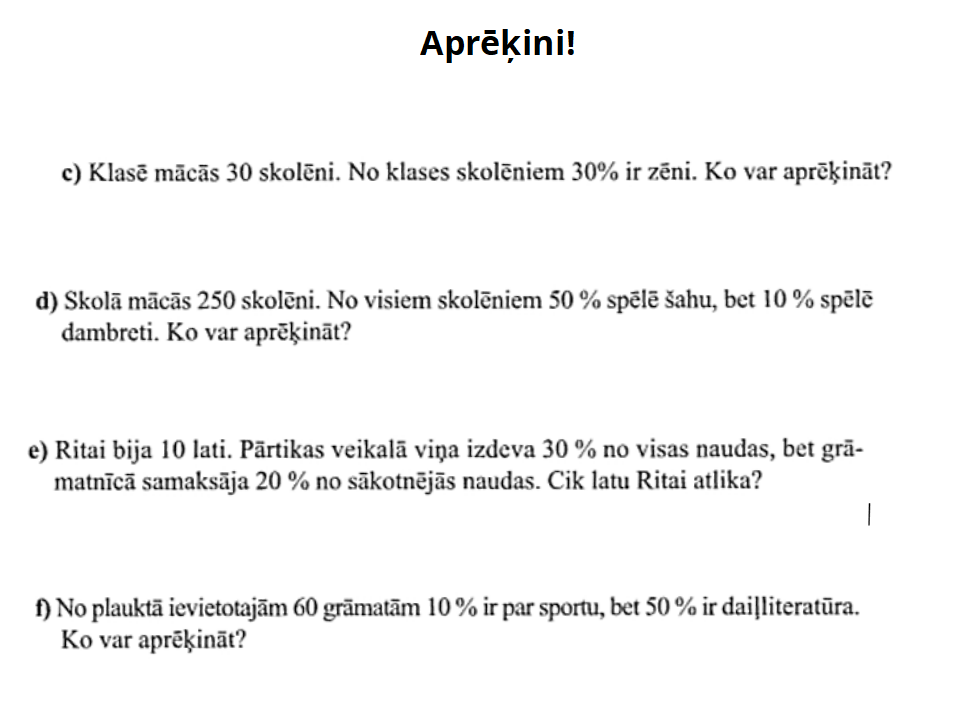 Aprēķini!
c) Klasē mācās 30 skolēni. No klases skolēniem 30% ir zēni. Ko var aprēķināt?
d) Skolā mācās 250 skolēni. No visiem skolēniem 50 % spēlē šahu, bet 10 % spēlē
dambreti. Ko var aprēķināt?
e) Ritai bija 10 lati. Pārtikas veikalā viņa izdeva 30 % no visas naudas, bet grā-
matnīcā samaksāja 20 % no sākotnējās naudas. Cik latu Ritai atlika?
f) No plauktā ievietotajām 60 grāmatām 10 % ir par sportu, bet 50 % ir daiļliteratūra.
Ko var aprēķināt?